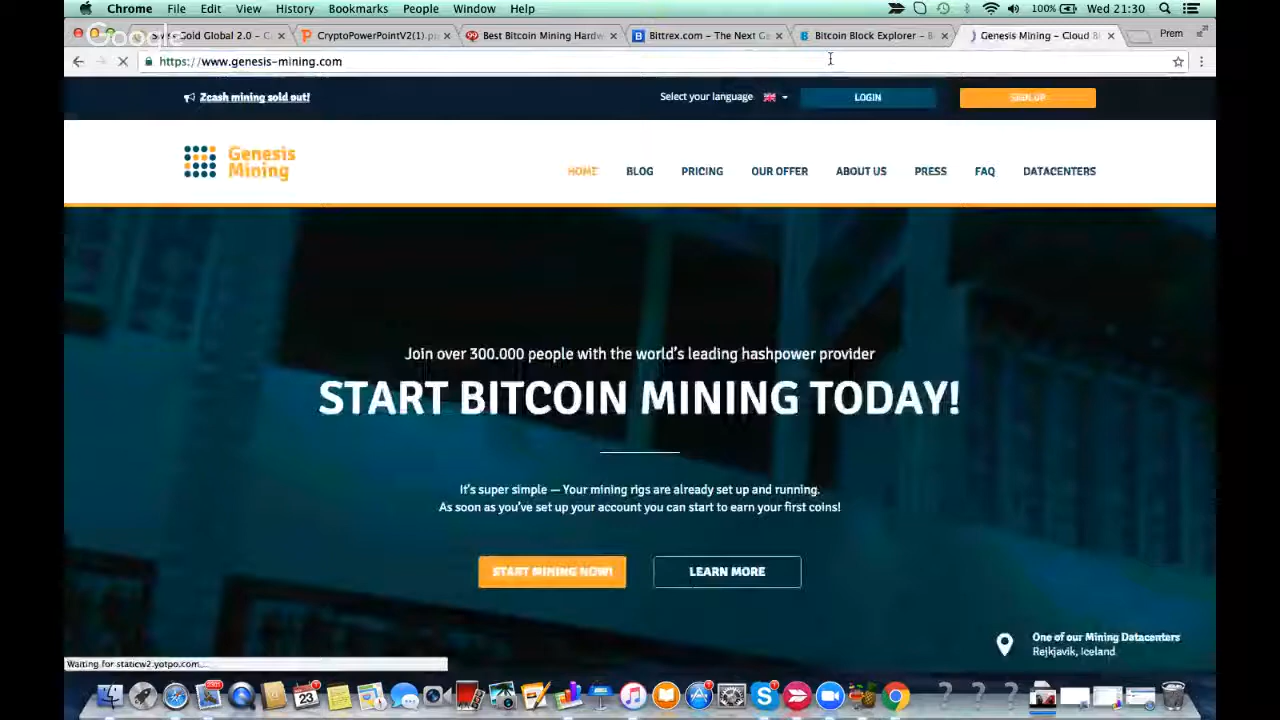 Chrome File Edit View History Bookmarks People Window Help 100% Wed 21:30
Gold Global 2.0 – CryptoPowerPointV2(1).p Best Bitcoin Mining Hardw Bittrex.com – The Next Ge Bitcoin Block Explorer – B Genesis Mining – Cloud B Prem
Google
https://www.genesis-mining.com
Zcash mining sold out! Select your language LOGIN SIGN UP
Genesis
Mining
HOME BLOG PRICING OUR OFFER ABOUT US PRESS FAQ DATACENTERS
Join over 300.000 people with the world's leading hashpower provider
START BITCOIN MINING TODAY!
It's super simple — Your mining rigs are already set up and running.
As soon as you've set up your account you can start to earn your first coins!
START MINING NOW! LEARN MORE
One of our Mining Datacenters
Rejkjavik, Iceland
Waiting for staticw2.yotpo.com...
23